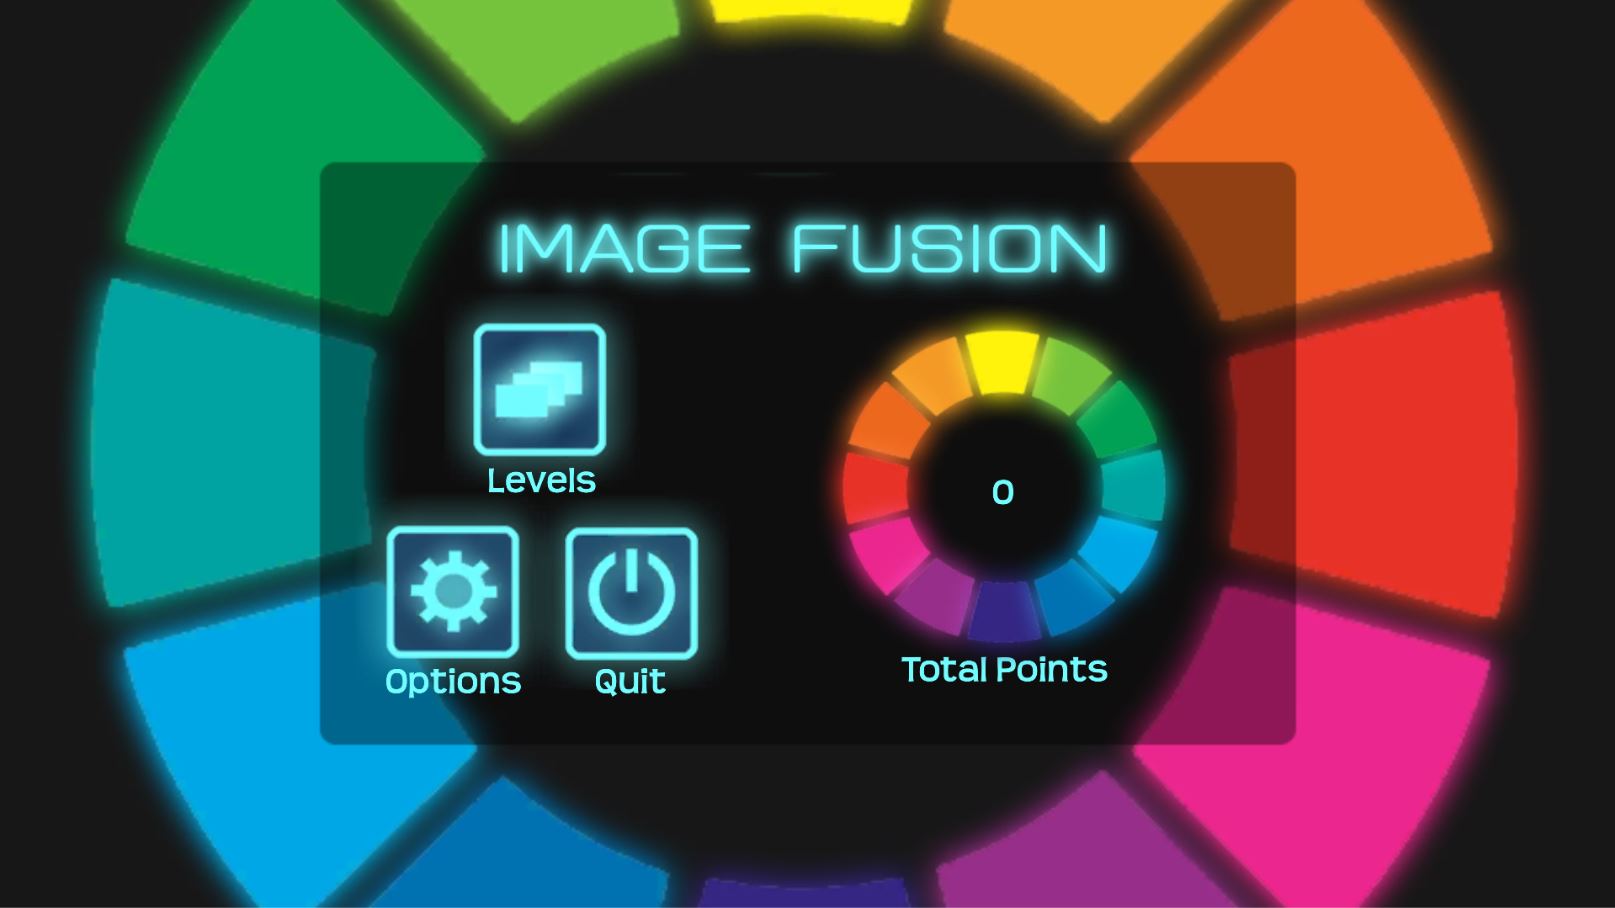 IMAGE FUSION
Levels
0
Options
Quit
Total Points